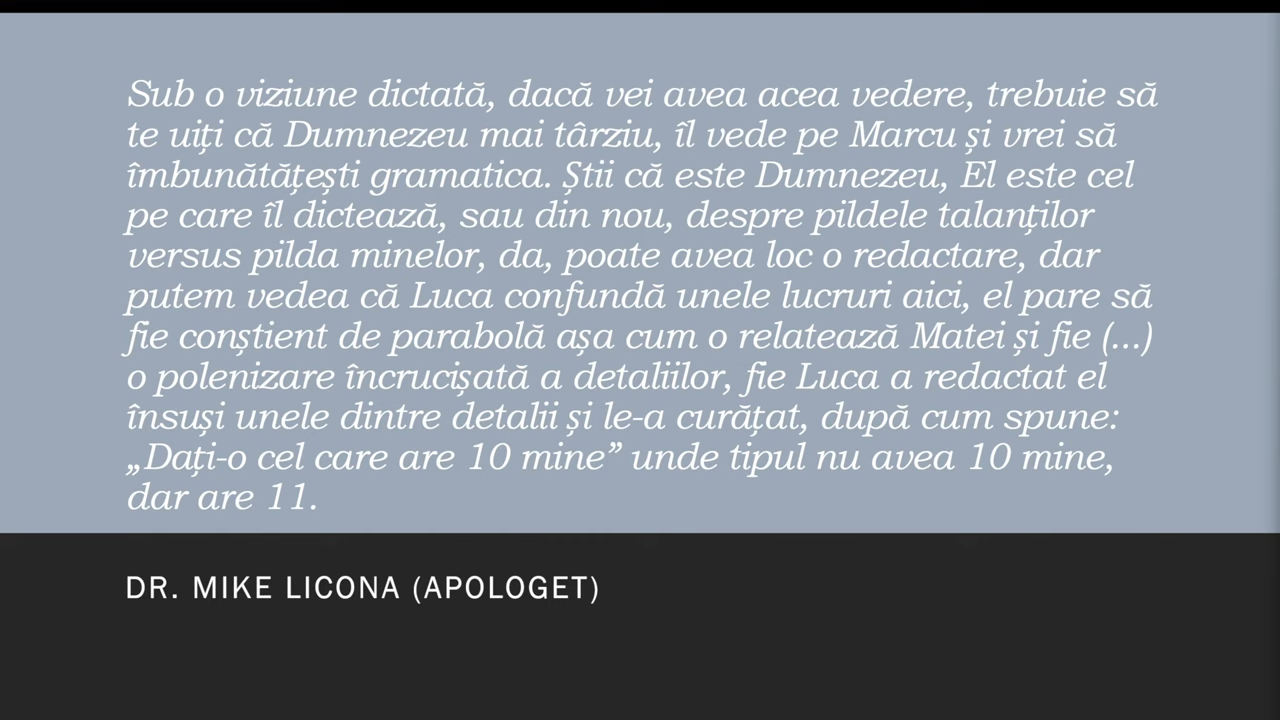 Sub o viziune dictată, dacă vei avea acea vedere, trebuie să
te uiți că Dumnezeu mai târziu, îl vede pe Marcu și vrei să
îmbunătățești gramatica. Știi că este Dumnezeu, El este cel
pe care îl dictează, sau din nou, despre pildele talanților
versus pilda minelor, da, poate avea loc o redactare, dar
putem vedea că Luca confundă unele lucruri aici, el pare să
fie conștient de parabolă așa cum o relatează Matei și fie (...)
o polenizare încrucișată a detaliilor, fie Luca a redactat el
însuși unele dintre detalii și le-a curățat, după cum spune:
„Dați-o cel care are 10 mine” unde tipul nu avea 10 mine,
dar are 11.
DR. MIKE LICONA (APOLOGET)